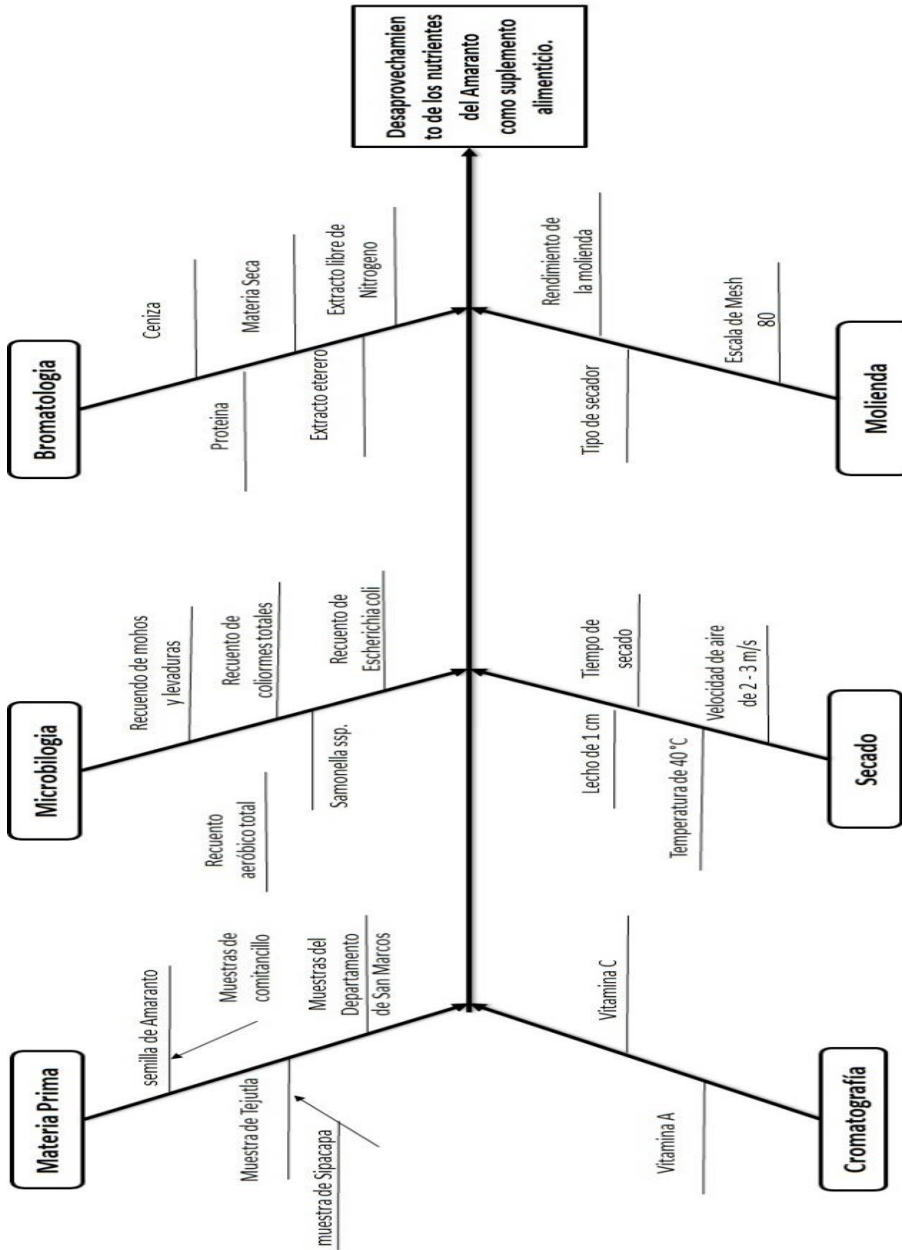 Materia Prima
semilla de Amaranto
Muestras de
comitancillo
Muestra de Tejutla
muestra de Sipacapa
Muestras del
Departamento
de San Marcos
Microbilogia
Recuendo de mohos
y levaduras
Recuento
aeróbico total
Recuento de
coliormes totales
Samonella ssp.
Recuento de
Escherichia coli
Bromatologia
Ceniza
Proteina
Materia Seca
Extracto eterero
Extracto libre de
Nitrogeno
Desaprovechamien
to de los nutrientes
del Amaranto
como suplemento
alimenticio.
Cromatografía
Vitamina C
Vitamina A
Secado
Lecho de 1 cm
Tiempo de
secado
Temperatura de 40 °C
Velocidad de aire
de 2 - 3 m/s
Molienda
Rendimiento de
la molienda
Tipo de secador
Escala de Mesh
80